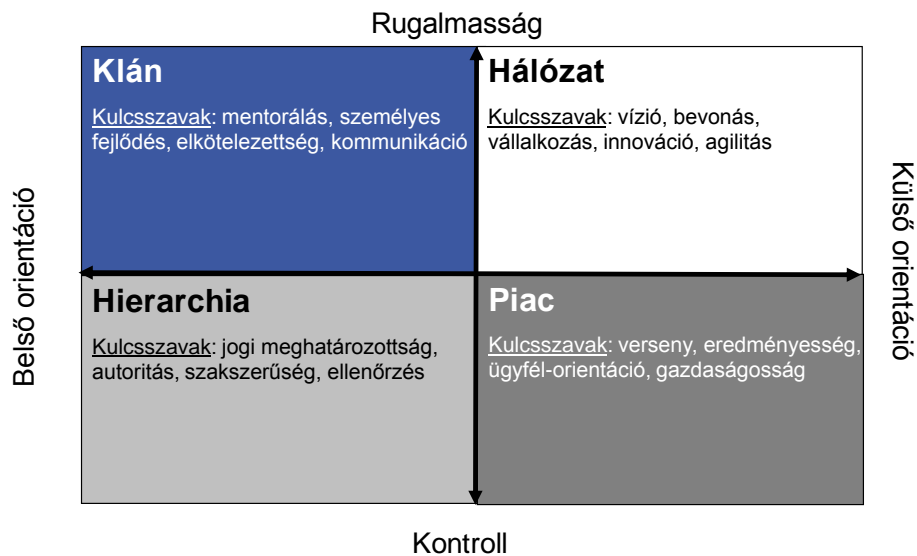 Rugalmasság
Klán
Kulcsszavak: mentorálás, személyes
fejlődés, elkötelezettség, kommunikáció
Hálózat
Kulcsszavak: vízió, bevonás,
vállalkozás, innováció, agilitás
Belső orientáció
Külső orientáció
Hierarchia
Kulcsszavak: jogi meghatározottság,
autoritás, szakszerűség, ellenőrzés
Piac
Kulcsszavak: verseny, eredményesség,
ügyfél-orientáció, gazdaságosság
Kontroll